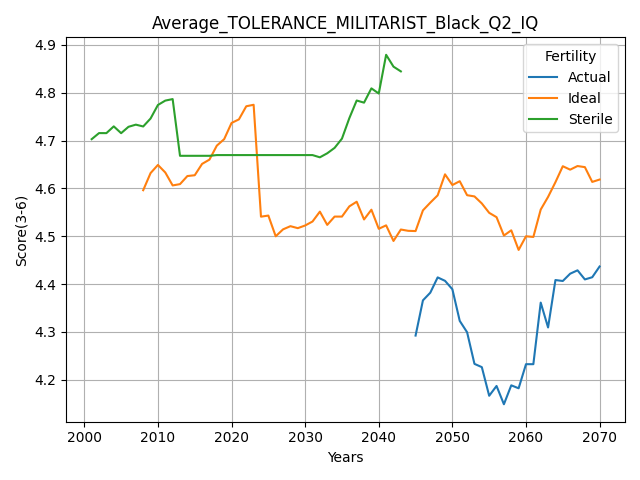 Average_TOLERANCE_MILITARIST_Black_Q2_IQ
Fertility
Actual
Ideal
Sterile
Score(3-6)
4.9
4.8
4.7
4.6
4.5
4.4
4.3
4.2
2000 2010 2020 2030 2040 2050 2060 2070
Years